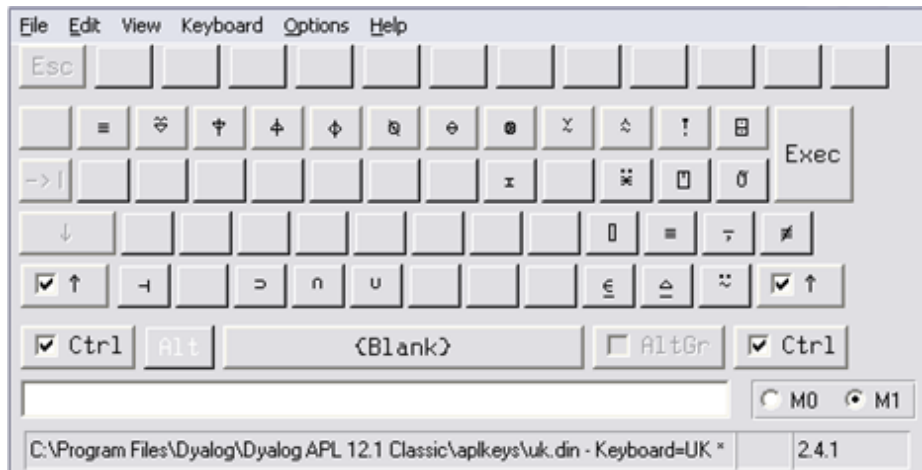 File Edit View Keyboard Options Help
Esc
≡ ⍒ ⍋ ⌽ ⍉ ⊖ ! ⌹
Exec
->| ⌶ ⍞
↓ ⌷ ≡ ⍪ ≢
↑ ⊣ ⊃ ∩ ∪ ⍷ ⍙ ⍨ ↑
Ctrl Alt {Blank} AltGr Ctrl
M0 M1
C:\Program Files\Dyalog\Dyalog APL 12.1 Classic\aplkeys\uk.din - Keyboard=UK * 2.4.1